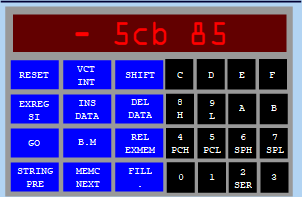 - 5cb 85
RESET VCT INT SHIFT C D E F
EXREG SI INS DATA DEL DATA 8 H 9 L A B
GO B.M REL EXMEM 4 PCH 5 PCL 6 SPH 7 SPL
STRING PRE MEMC NEXT FILL . 0 1 2 SER 3